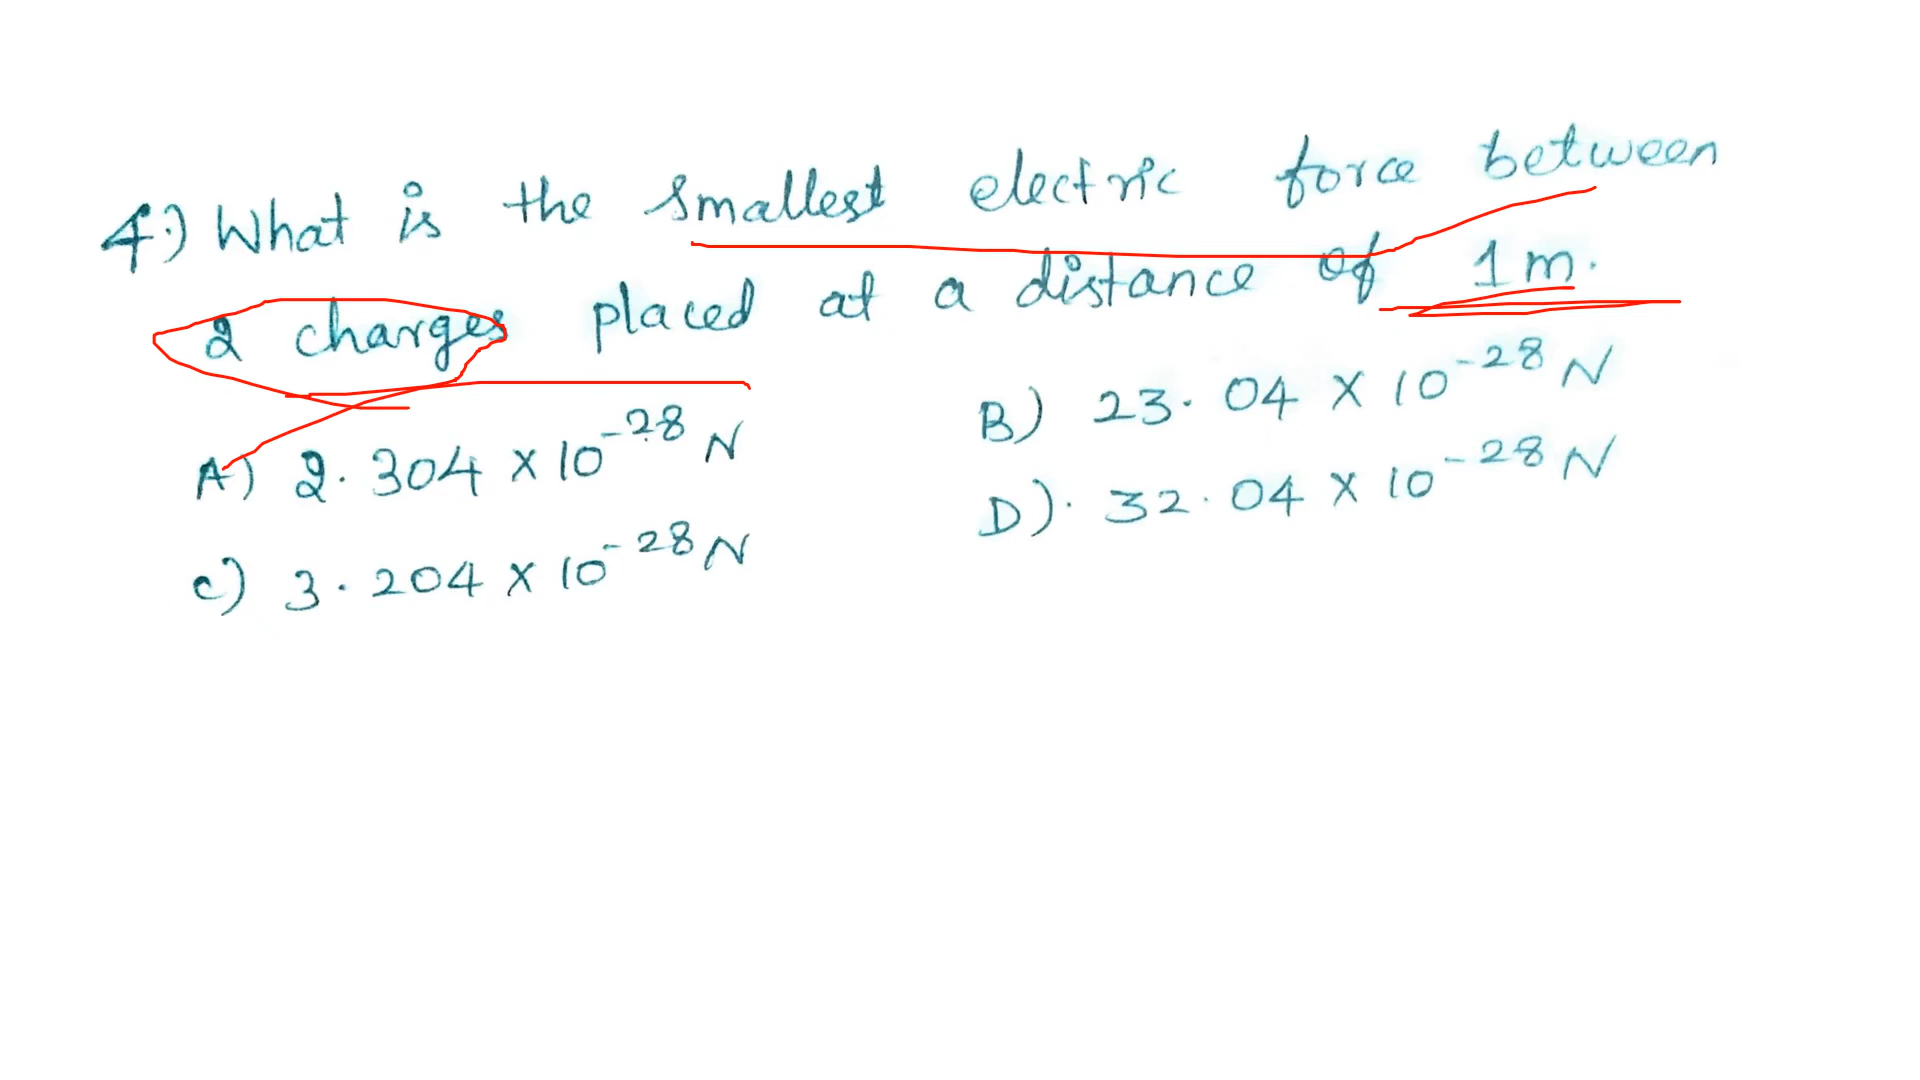 4.) What is the smallest electric force between
2 charges placed at a distance of 1m.
A) 2.304 X 10^-28 N B) 23.04 X 10^-28 N
C) 3.204 X 10^-28 N D). 32.04 X 10^-28 N